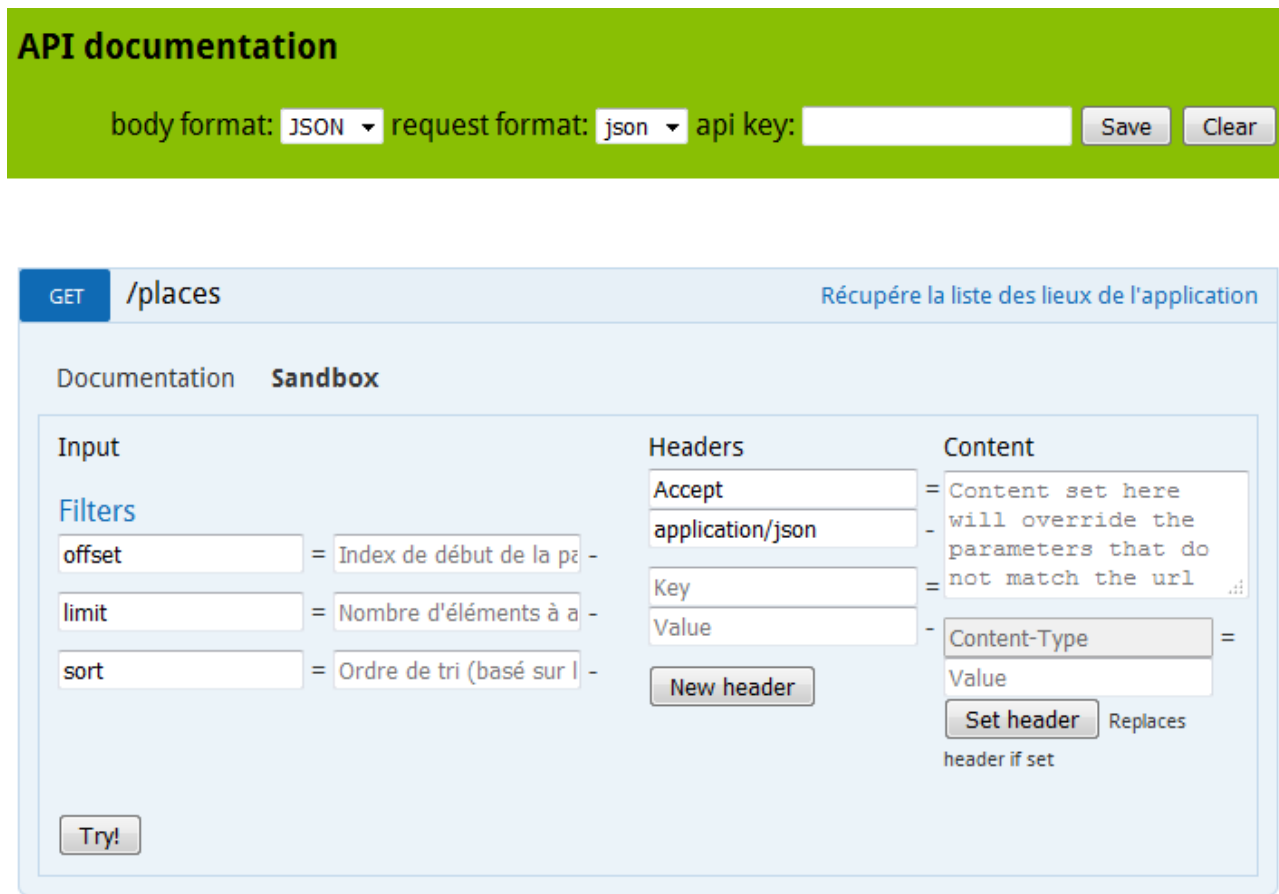 API documentation
body format: JSON request format: json api key: Save Clear
GET /places Récupére la liste des lieux de l'application
Documentation Sandbox
Input
Filters
offset = Index de début de la pa -
limit = Nombre d'éléments à a -
sort = Ordre de tri (basé sur l -
Try!
Headers
Accept =
application/json -
Key =
Value -
New header
Content
Content set here
will override the
parameters that do
not match the url
Content-Type =
Value
Set header Replaces
header if set